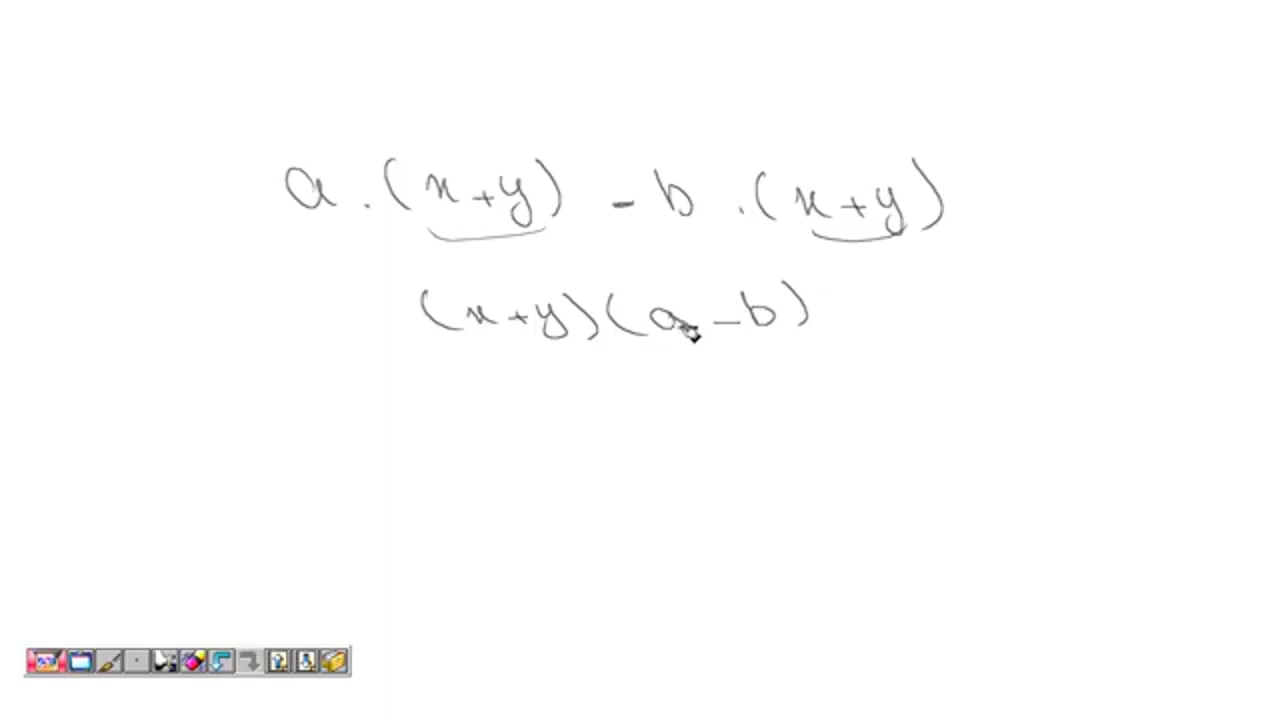 a . (x+y) - b . (x+y)
(x+y)(a-b)